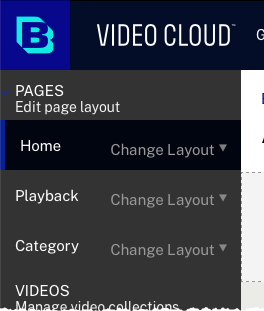 B VIDEO CLOUD™ G
PAGES
Edit page layout
Home Change Layout ▼
Playback Change Layout ▼
Category Change Layout ▼
VIDEOS
Manage video collections